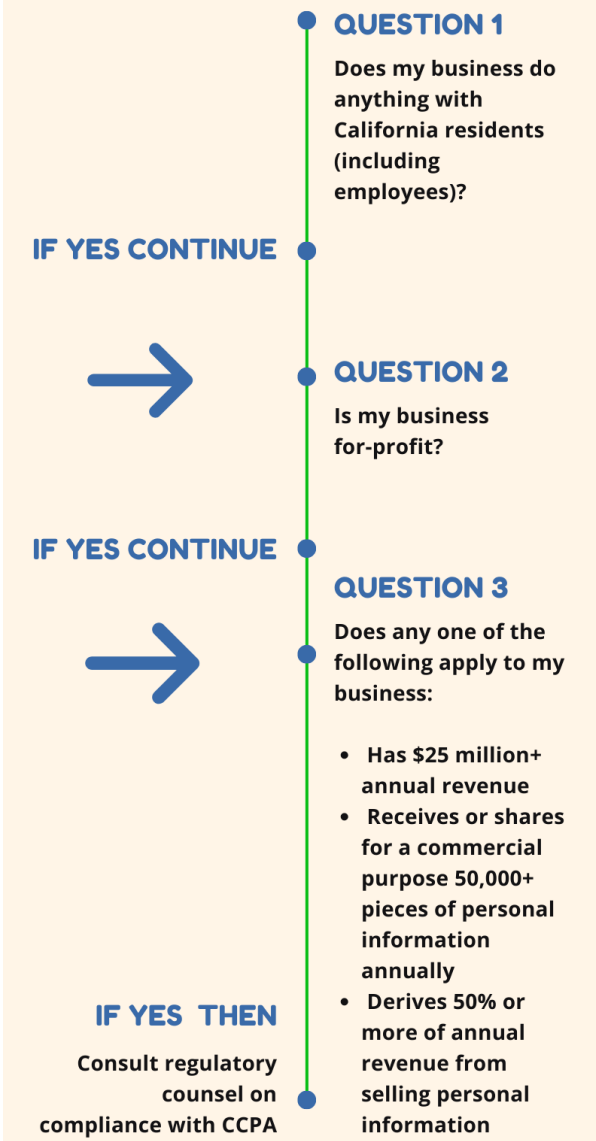 QUESTION 1
Does my business do
anything with
California residents
(including
employees)?
IF YES CONTINUE
QUESTION 2
Is my business
for-profit?
IF YES CONTINUE
QUESTION 3
Does any one of the
following apply to my
business:
• Has $25 million+
annual revenue
• Receives or shares
for a commercial
purpose 50,000+
pieces of personal
information
annually
• Derives 50% or
more of annual
revenue from
selling personal
information
IF YES THEN
Consult regulatory
counsel on
compliance with CCPA